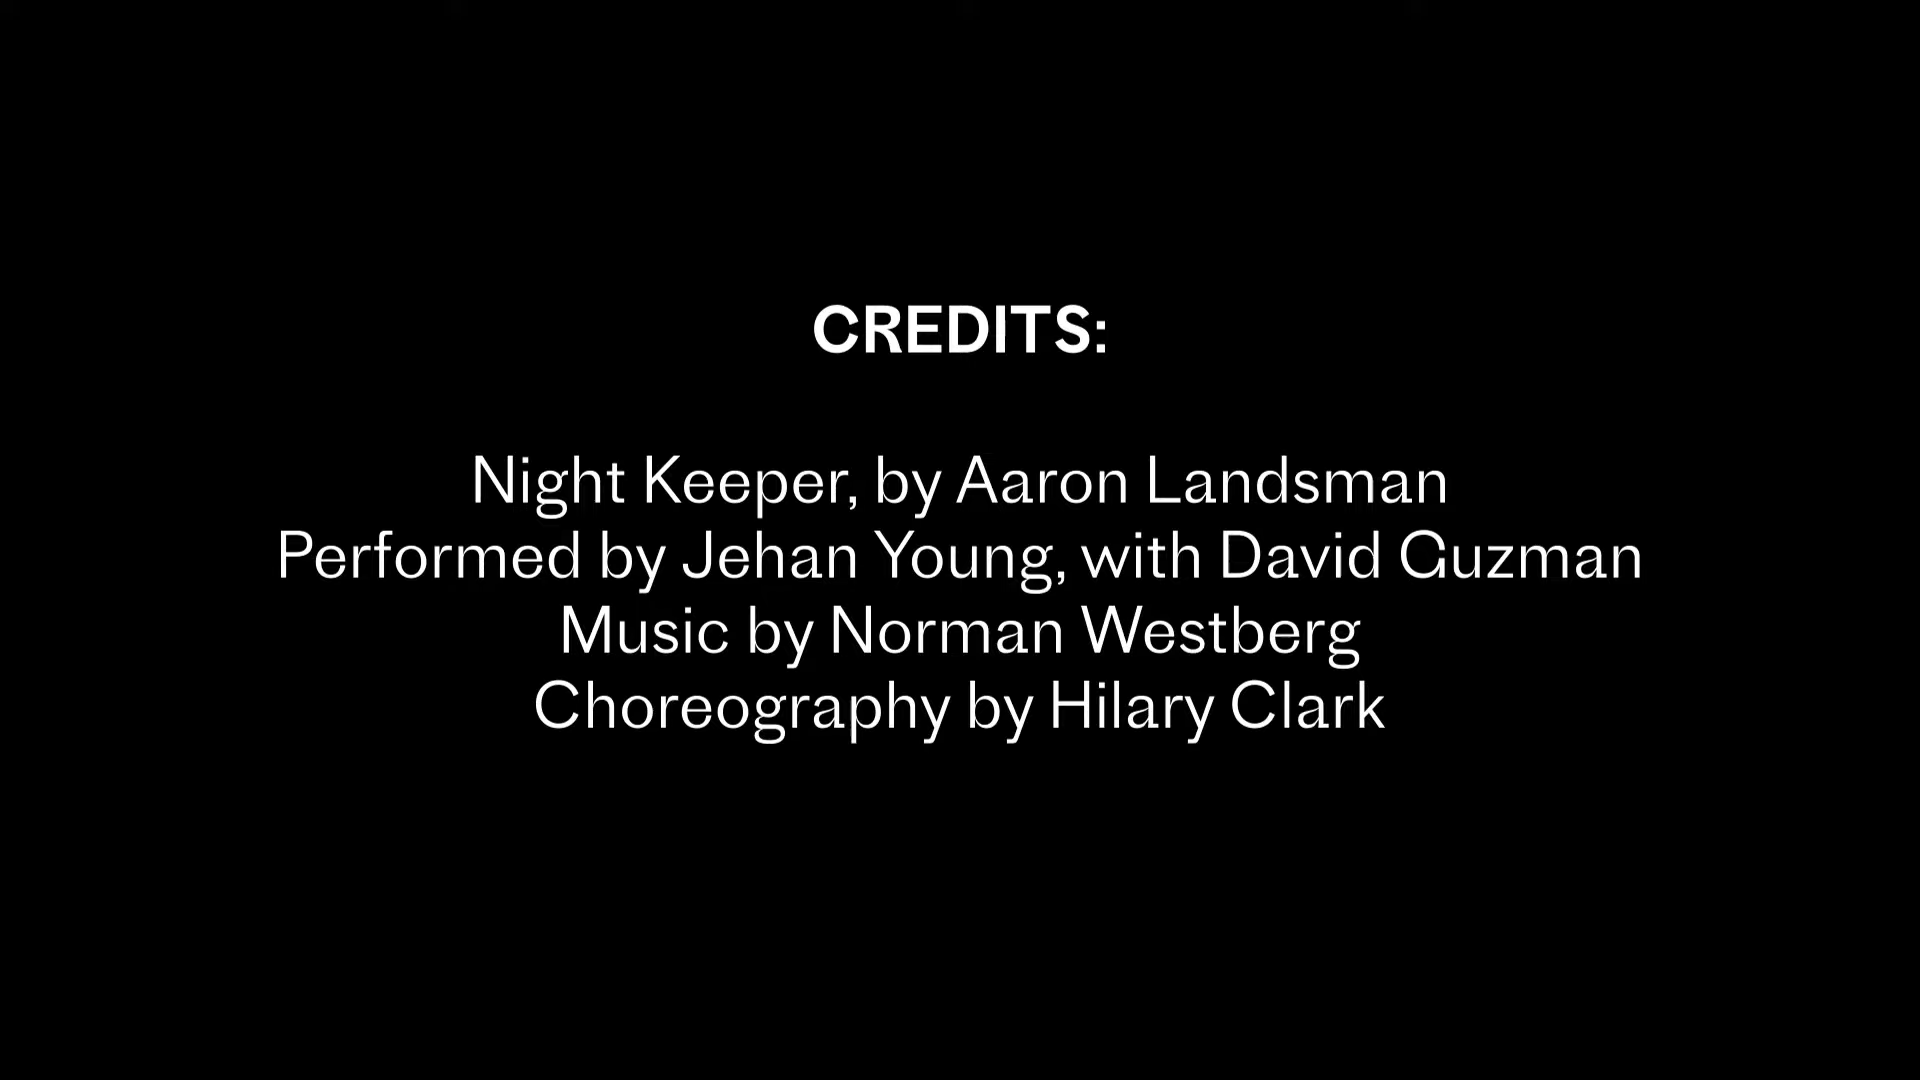 CREDITS:
Night Keeper, by Aaron Landsman
Performed by Jehan Young, with David Guzman
Music by Norman Westberg
Choreography by Hilary Clark